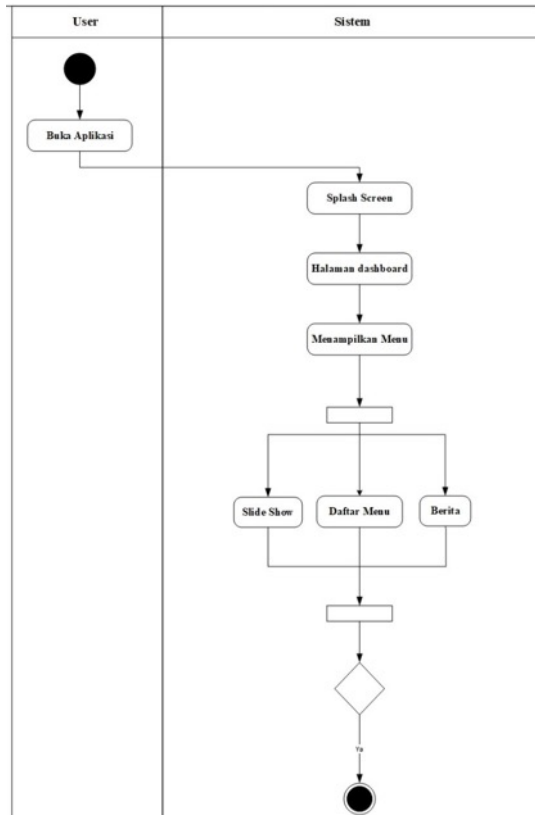 User
Sistem
Buka Aplikasi
Splash Screen
Halaman dashboard
Menampilkan Menu
Slide Show
Daftar Menu
Berita
Ya